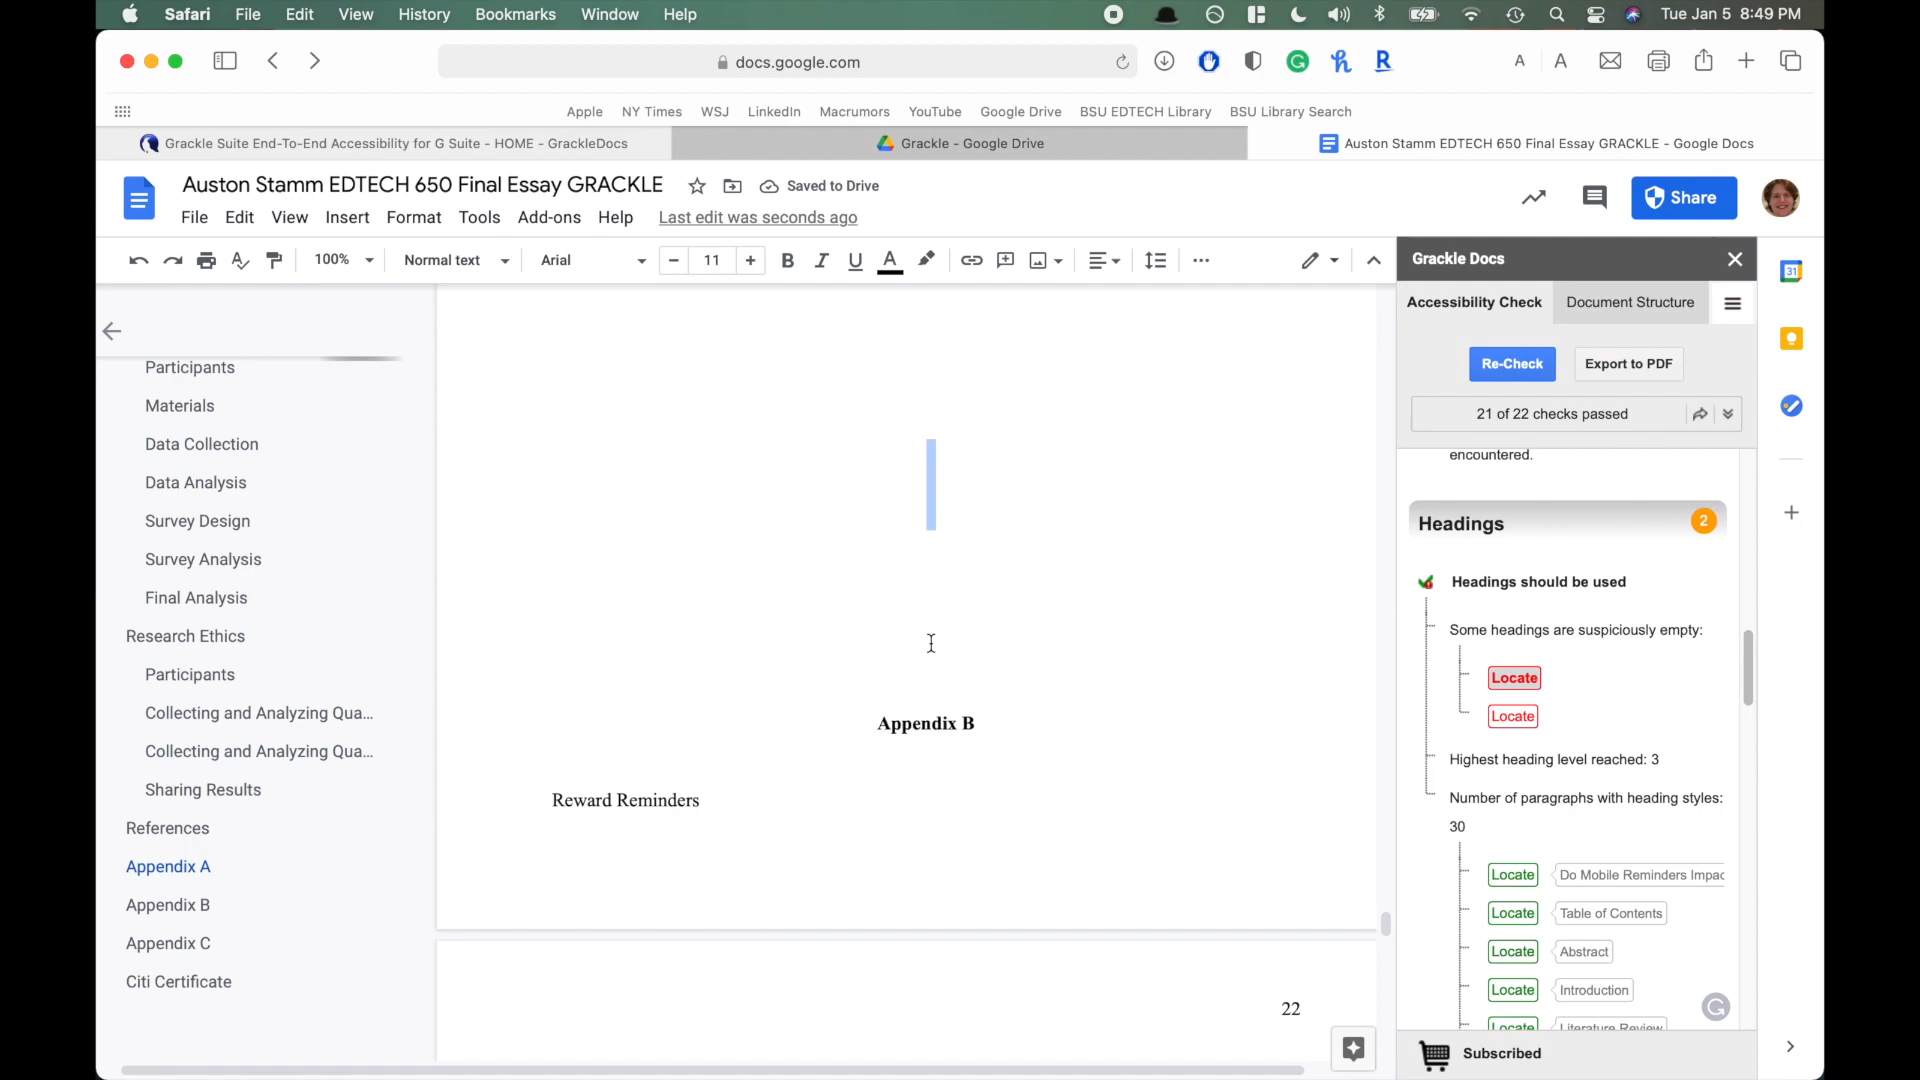 Safari File Edit View History Bookmarks Window Help Tue Jan 5 8:49 PM
docs.google.com
Apple NY Times WSJ LinkedIn Macrumors YouTube Google Drive BSU EDTECH Library BSU Library Search
Grackle Suite End-To-End Accessibility for G Suite - HOME - GrackleDocs
Grackle - Google Drive
Auston Stamm EDTECH 650 Final Essay GRACKLE - Google Docs
Auston Stamm EDTECH 650 Final Essay GRACKLE Saved to Drive
File Edit View Insert Format Tools Add-ons Help Last edit was seconds ago
Share
100% Normal text Arial 11
Participants
Materials
Data Collection
Data Analysis
Survey Design
Survey Analysis
Final Analysis
Research Ethics
Participants
Collecting and Analyzing Qua...
Collecting and Analyzing Qua...
Sharing Results
References
Appendix A
Appendix B
Appendix C
Citi Certificate
Appendix B
Reward Reminders
22
Grackle Docs
Accessibility Check Document Structure
Re-Check Export to PDF
21 of 22 checks passed
encountered.
Headings 2
Headings should be used
Some headings are suspiciously empty:
Locate
Locate
Highest heading level reached: 3
Number of paragraphs with heading styles:
30
Locate Do Mobile Reminders Impac
Locate Table of Contents
Locate Abstract
Locate Introduction
Locate Literature Review
Subscribed
31